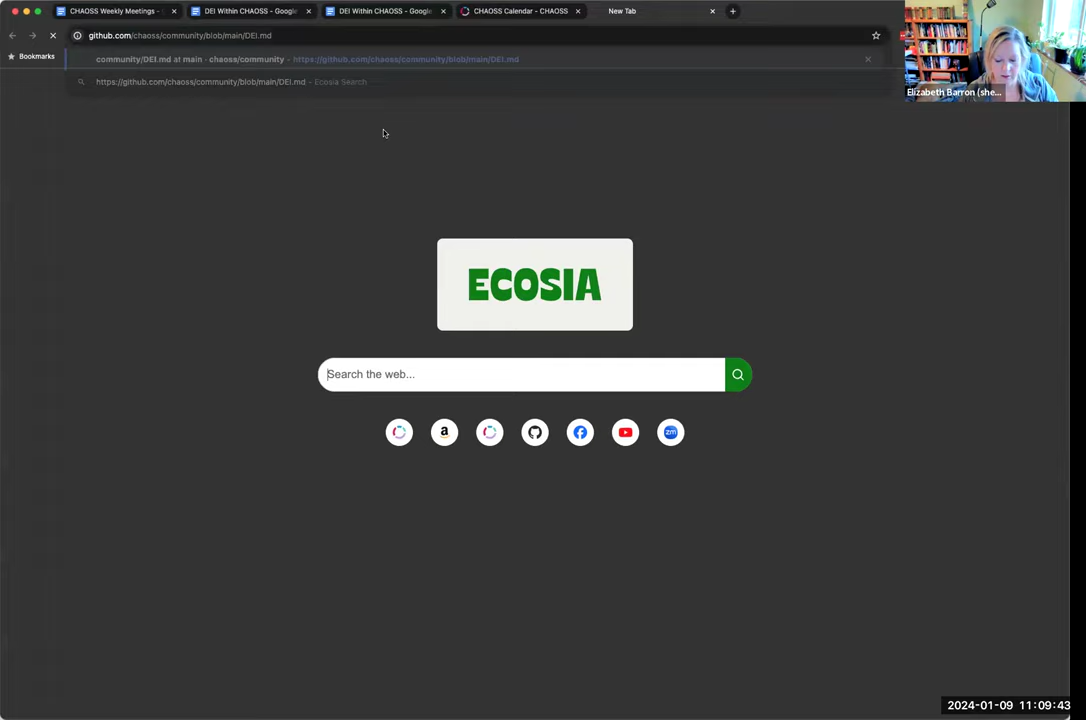 CHAOSS Weekly Meetings -
DEI Within CHAOSS - Google
DEI Within CHAOSS - Google
CHAOSS Calendar - CHAOSS
New Tab
github.com/chaoss/community/blob/main/DEI.md
Bookmarks
community/DEI.md at main - chaoss/community - https://github.com/chaoss/community/blob/main/DEI.md
https://github.com/chaoss/community/blob/main/DEI.md - Ecosia Search
Elizabeth Barron (she...
ECOSIA
Search the web...
a
zm
2024-01-09 11:09:43